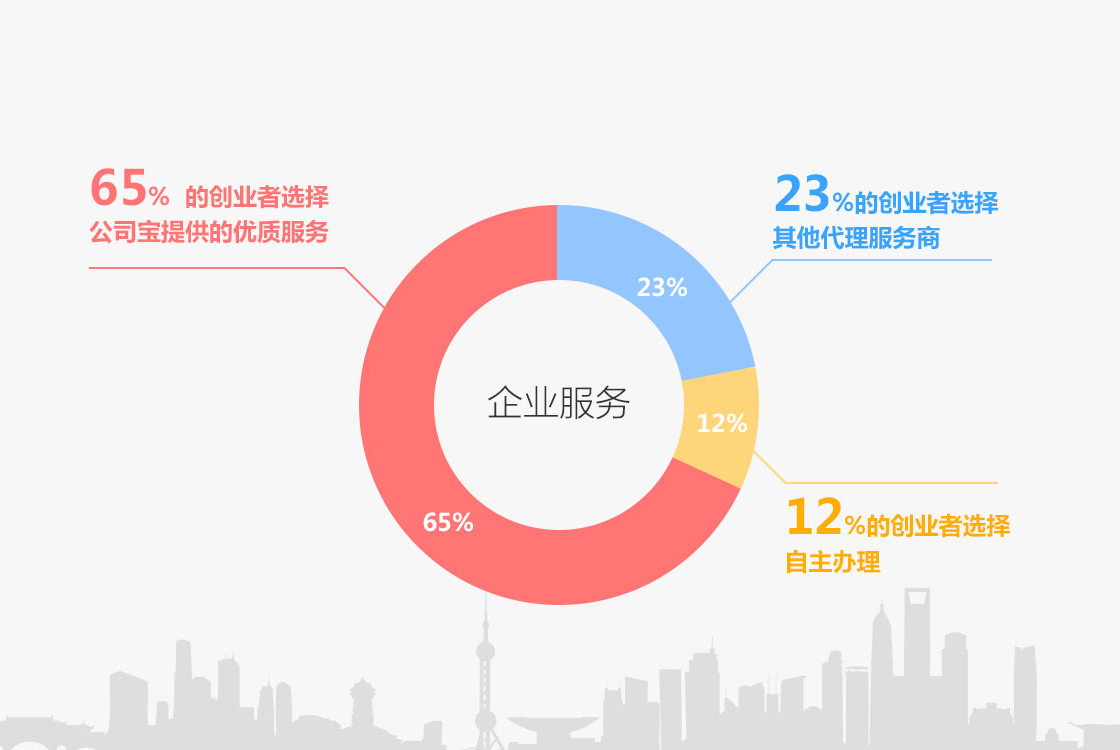 65% 的创业者选择
公司宝提供的优质服务
23%的创业者选择
其他代理服务商
23%
企业服务
12%
65%
12%的创业者选择
自主办理